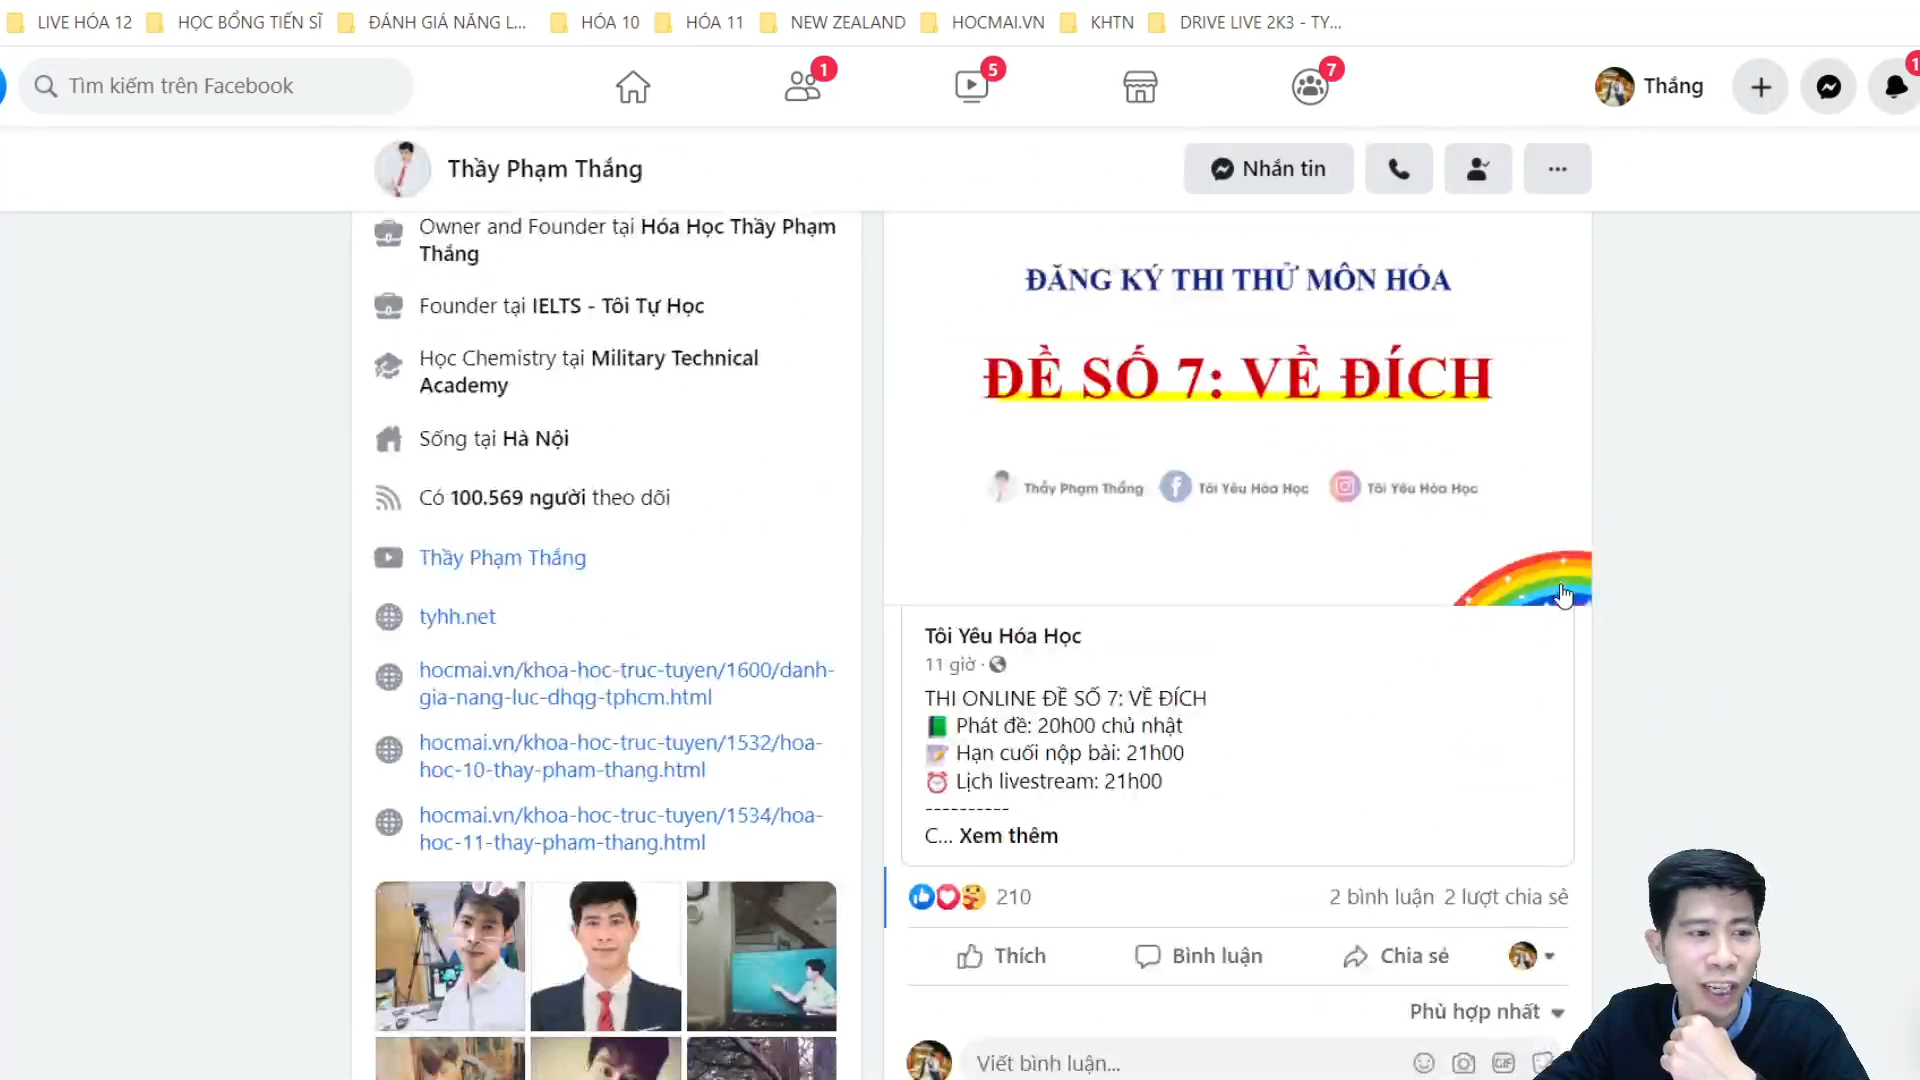 LIVE HÓA 12
HỌC BỔNG TIẾN SĨ
ĐÁNH GIÁ NĂNG L...
HÓA 10
HÓA 11
NEW ZEALAND
HOCMAI.VN
KHTN
DRIVE LIVE 2K3 - TY...
Tìm kiếm trên Facebook
1
5
7
Thắng
1
Thầy Phạm Thắng
Nhắn tin
Owner and Founder tại Hóa Học Thầy Phạm
Thắng
Founder tại IELTS - Tôi Tự Học
Học Chemistry tại Military Technical
Academy
Sống tại Hà Nội
Có 100.569 người theo dõi
Thầy Phạm Thắng
tyhh.net
hocmai.vn/khoa-hoc-truc-tuyen/1600/danh-
gia-nang-luc-dhqg-tphcm.html
hocmai.vn/khoa-hoc-truc-tuyen/1532/hoa-
hoc-10-thay-pham-thang.html
hocmai.vn/khoa-hoc-truc-tuyen/1534/hoa-
hoc-11-thay-pham-thang.html
ĐĂNG KÝ THI THỬ MÔN HÓA
ĐỀ SỐ 7: VỀ ĐÍCH
Thầy Phạm Thắng
Tôi Yêu Hóa Học
Tôi Yêu Hóa Học
Tôi Yêu Hóa Học
11 giờ ·
THI ONLINE ĐỀ SỐ 7: VỀ ĐÍCH
Phát đề: 20h00 chủ nhật
Hạn cuối nộp bài: 21h00
Lịch livestream: 21h00
----------
C... Xem thêm
210
2 bình luận 2 lượt chia sẻ
Thích
Bình luận
Chia sẻ
Phù hợp nhất
Viết bình luận...
GIF